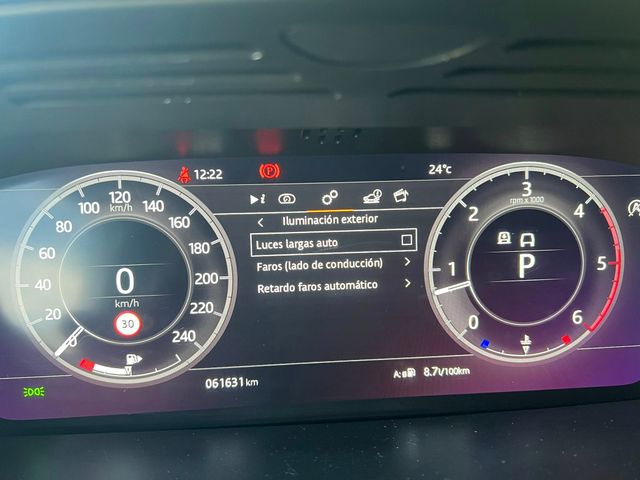 12:22
24°c
Iluminación exterior
Luces largas auto
Faros (lado de conducción)
Retardo faros automático
0 20 40 60 80 100 120 140 160 180 200 220 240
km/h
0
km/h
30
0 1 2 3 4 5 6
rpm x 1000
P
061631 km
A: 8.7l/100km